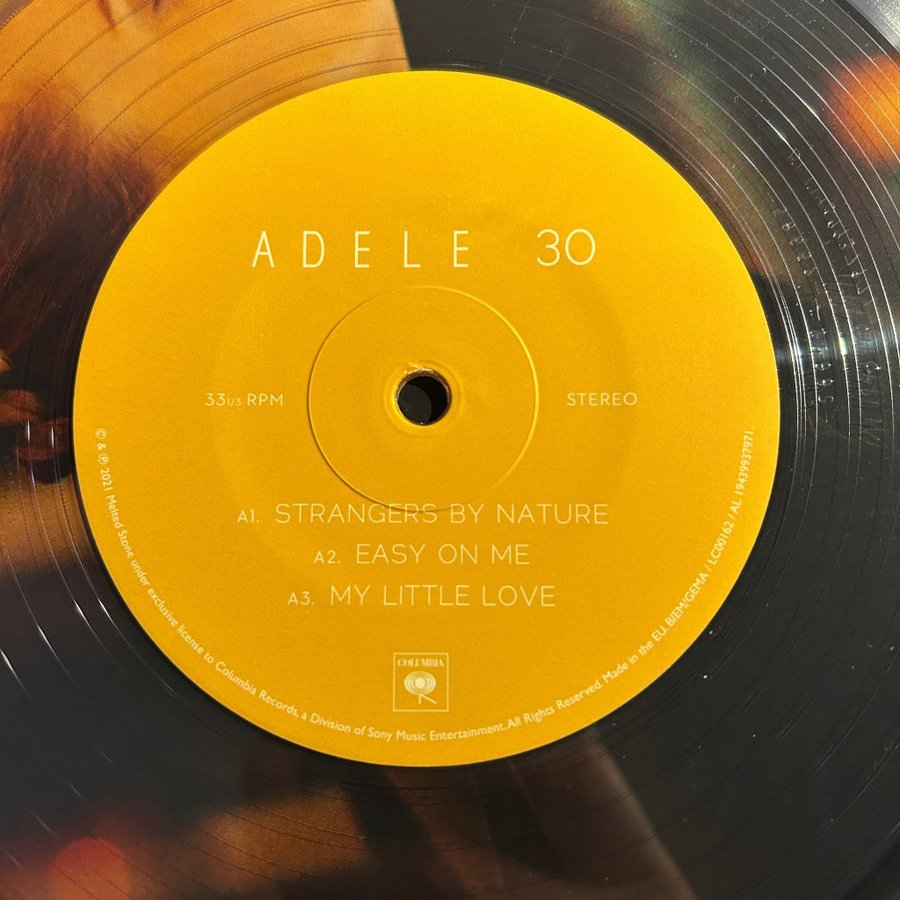 ADELE 30
33 1/3 RPM
STEREO
A1. STRANGERS BY NATURE
A2. EASY ON ME
A3. MY LITTLE LOVE
COLUMBIA
© & ℗ 2021 Melted Stone under exclusive license to Columbia Records, a Division of Sony Music Entertainment. All Rights Reserved. Made in the EU. BIEM/GEMA / LC00162 / AL 19439937971.